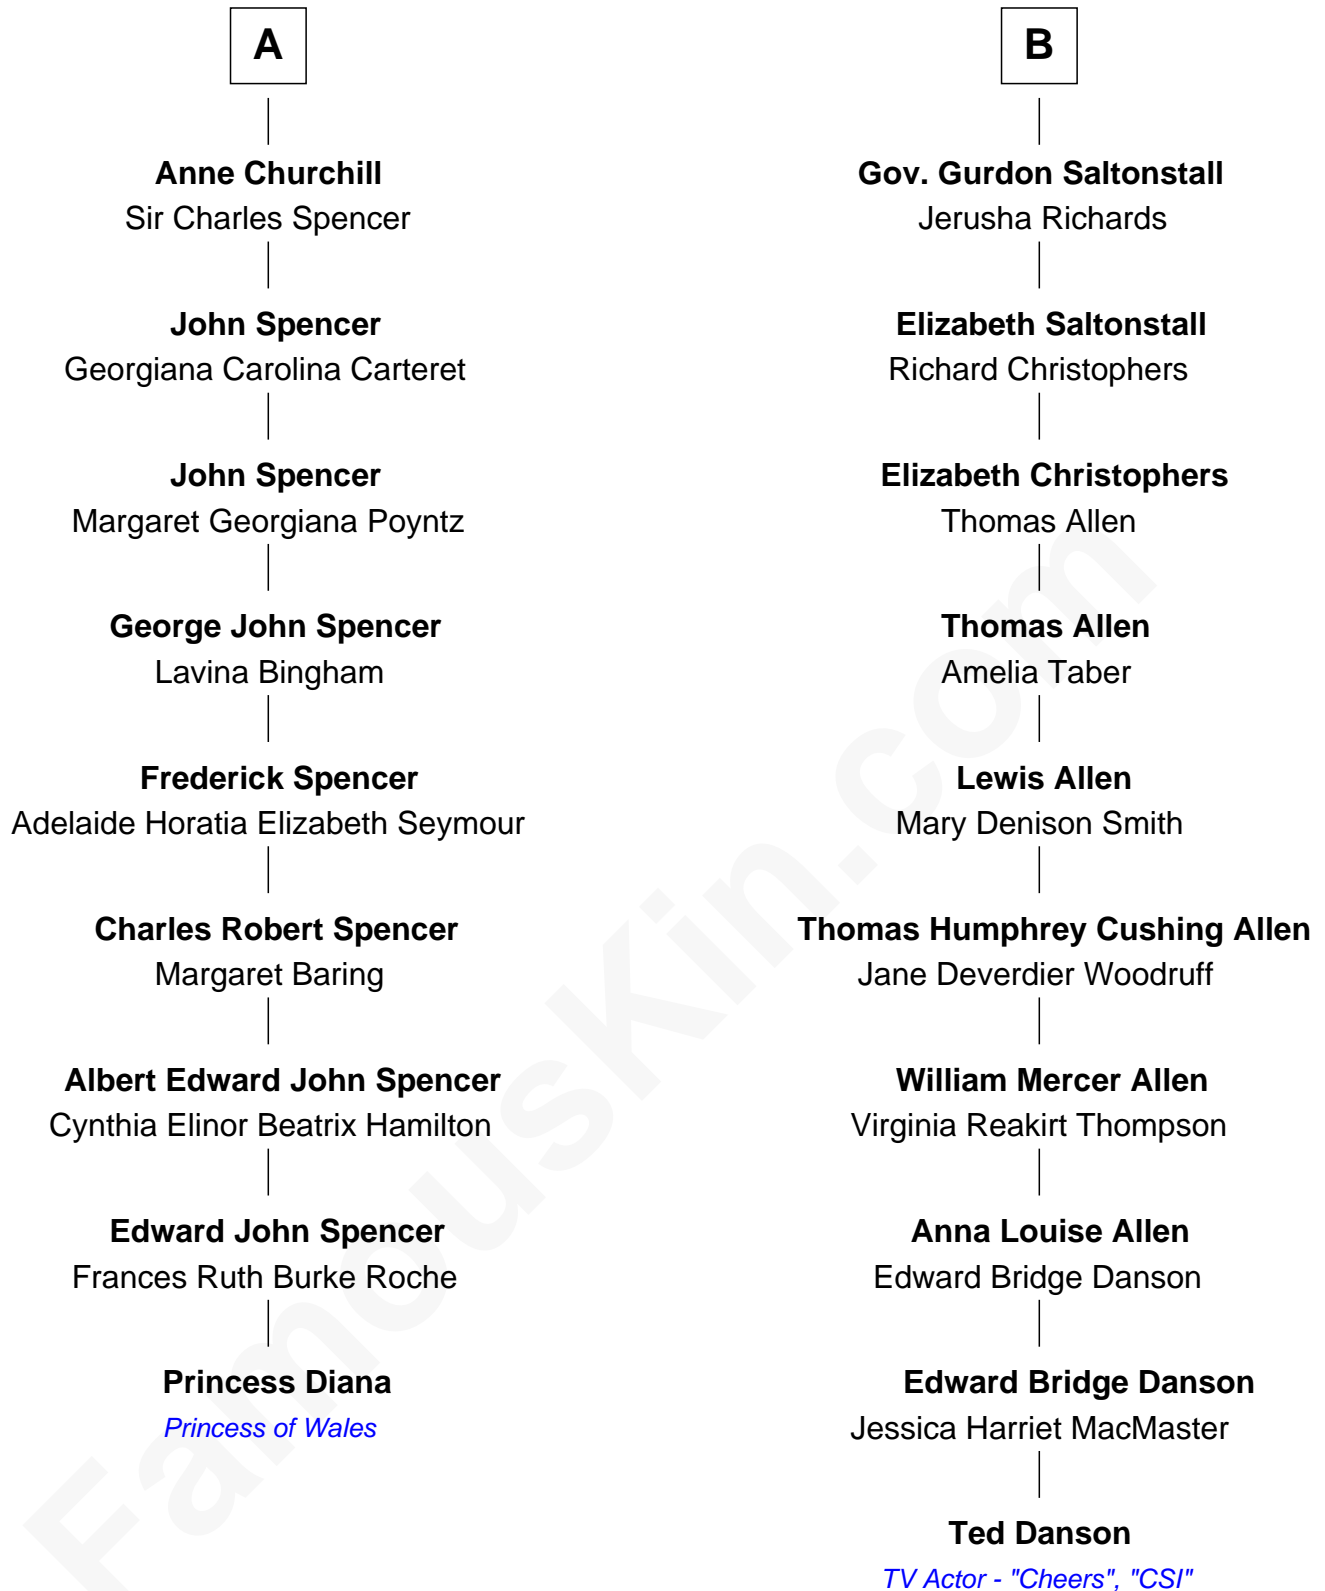 A
Anne Churchill
Sir Charles Spencer
John Spencer
Georgiana Carolina Carteret
John Spencer
Margaret Georgiana Poyntz
George John Spencer
Lavina Bingham
Frederick Spencer
Adelaide Horatia Elizabeth Seymour
Charles Robert Spencer
Margaret Baring
Albert Edward John Spencer
Cynthia Elinor Beatrix Hamilton
Edward John Spencer
Frances Ruth Burke Roche
Princess Diana
Princess of Wales
B
Gov. Gurdon Saltonstall
Jerusha Richards
Elizabeth Saltonstall
Richard Christophers
Elizabeth Christophers
Thomas Allen
Thomas Allen
Amelia Taber
Lewis Allen
Mary Denison Smith
Thomas Humphrey Cushing Allen
Jane Deverdier Woodruff
William Mercer Allen
Virginia Reakirt Thompson
Anna Louise Allen
Edward Bridge Danson
Edward Bridge Danson
Jessica Harriet MacMaster
Ted Danson
TV Actor - "Cheers", "CSI"
FamousKin.com